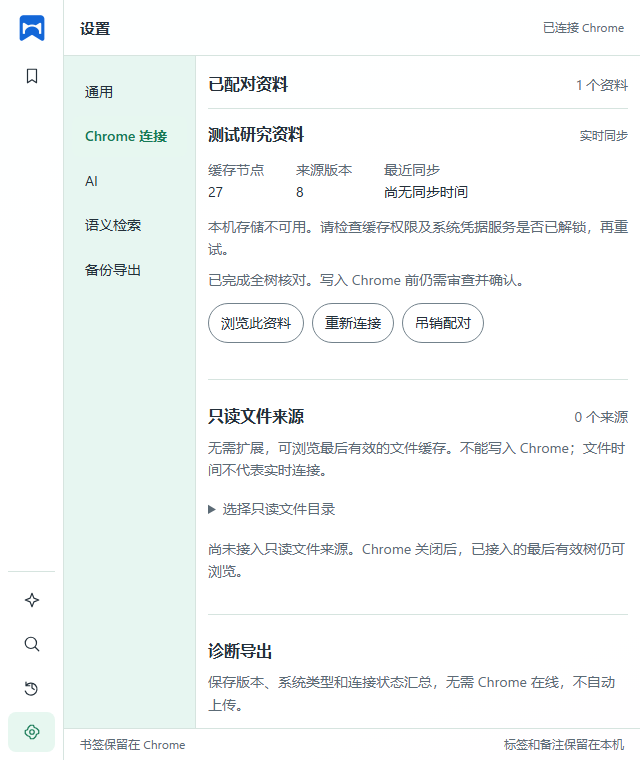 设置
已连接 Chrome
通用
Chrome 连接
AI
语义检索
备份导出
已配对资料
1 个资料
测试研究资料
实时同步
缓存节点
来源版本
最近同步
27
8
尚无同步时间
本机存储不可用。请检查缓存权限及系统凭据服务是否已解锁，再重
试。
已完成全树核对。写入 Chrome 前仍需审查并确认。
浏览此资料
重新连接
吊销配对
只读文件来源
0 个来源
无需扩展，可浏览最后有效的文件缓存。不能写入 Chrome；文件时
间不代表实时连接。
选择只读文件目录
尚未接入只读文件来源。Chrome 关闭后，已接入的最后有效树仍可
浏览。
诊断导出
保存版本、系统类型和连接状态汇总，无需 Chrome 在线，不自动
上传。
书签保留在 Chrome
标签和备注保留在本机